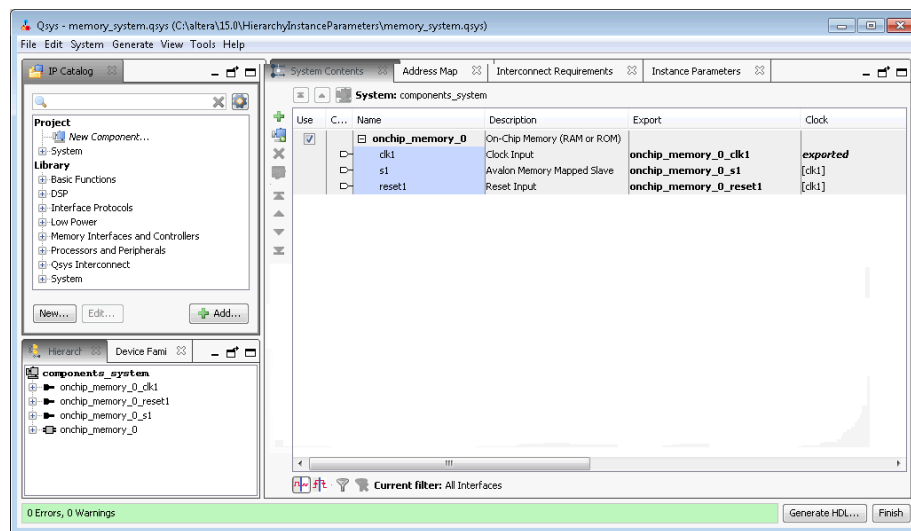 Qsys - memory_system.qsys (C:\altera\15.0\HierarchyInstanceParameters\memory_system.qsys)
File Edit System Generate View Tools Help
IP Catalog
Project
New Component...
System
Library
Basic Functions
DSP
Interface Protocols
Low Power
Memory Interfaces and Controllers
Processors and Peripherals
Qsys Interconnect
System
New... Edit... Add...
Hierarch Device Fami
components_system
onchip_memory_0_clk1
onchip_memory_0_reset1
onchip_memory_0_s1
onchip_memory_0
System Contents Address Map Interconnect Requirements Instance Parameters
System: components_system
Use C... Name Description Export Clock
onchip_memory_0 On-Chip Memory (RAM or ROM)
clk1 Clock Input onchip_memory_0_clk1 exported
s1 Avalon Memory Mapped Slave onchip_memory_0_s1 [clk1]
reset1 Reset Input onchip_memory_0_reset1 [clk1]
Current filter: All Interfaces
0 Errors, 0 Warnings
Generate HDL... Finish